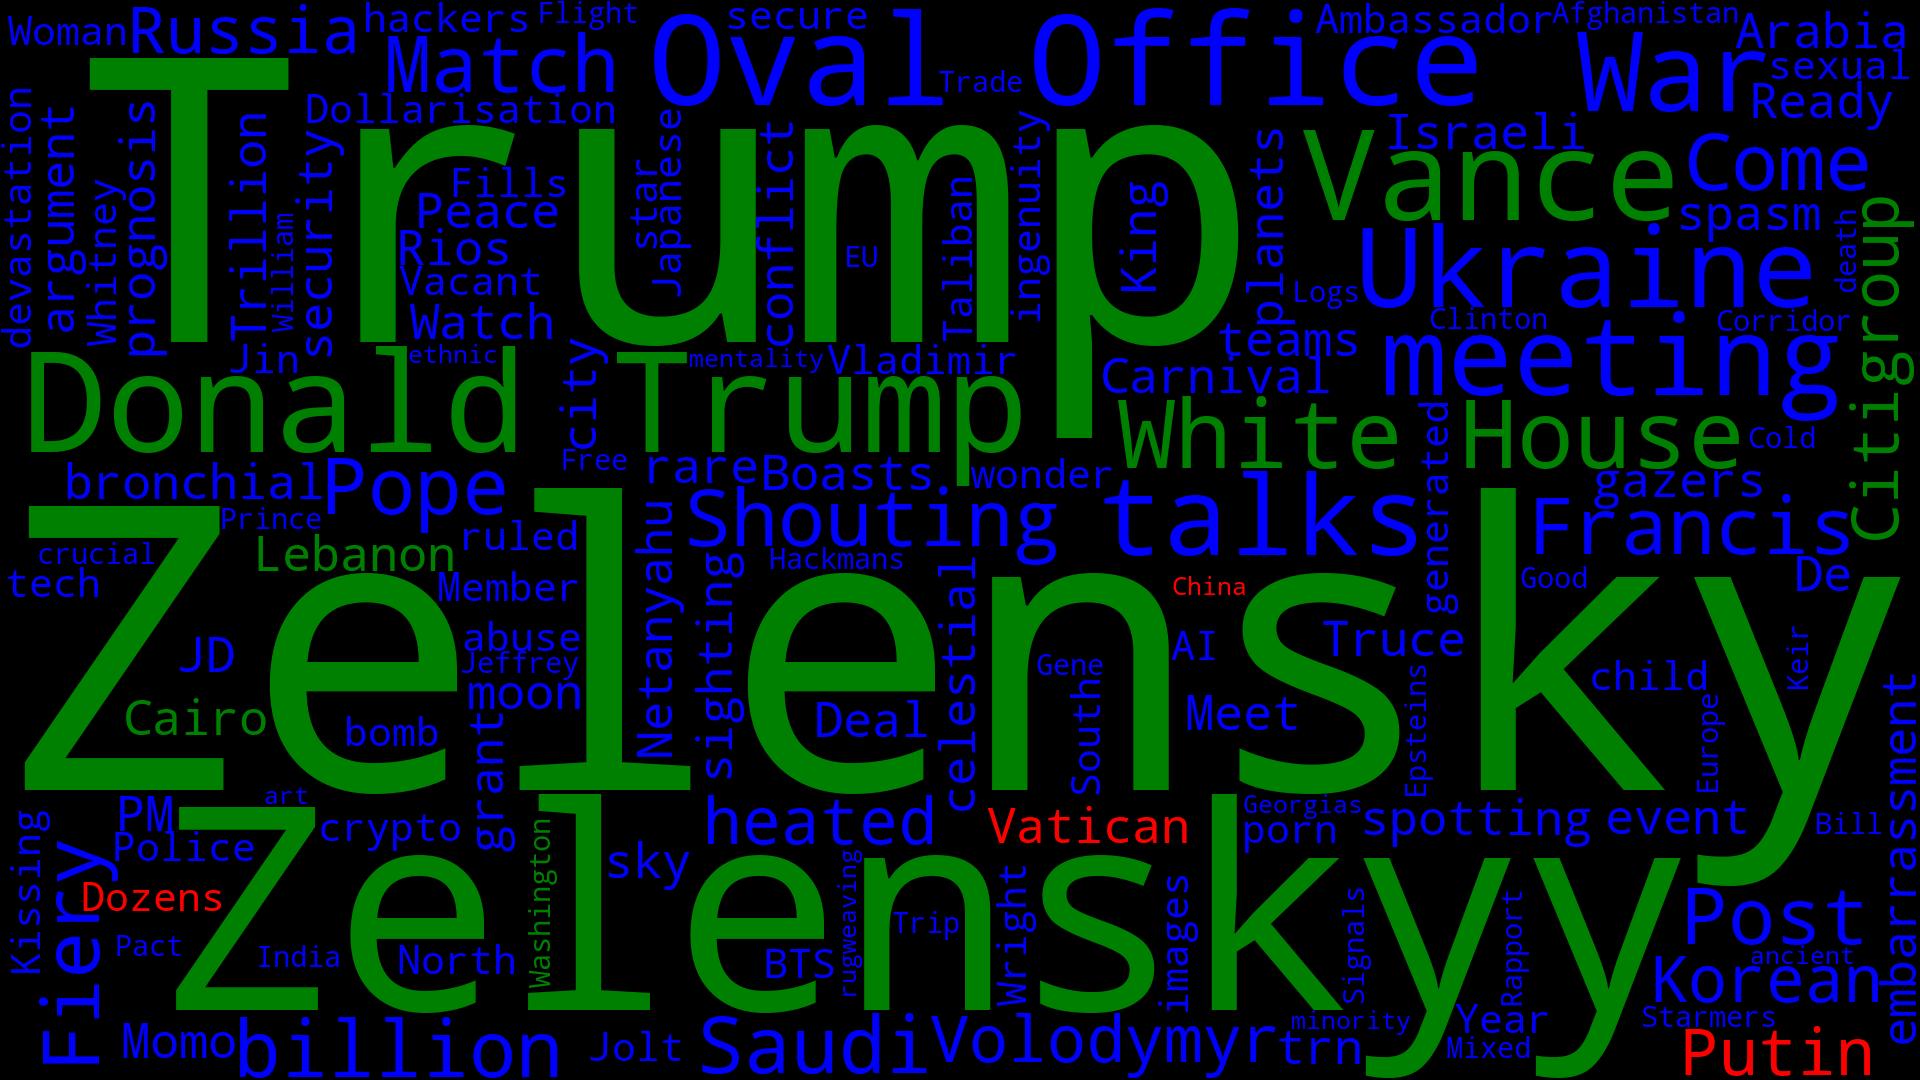 Woman Russia hackers Flight secure Ambassador Afghanistan Arabia
Match Oval Office War sexual
Trade Ready
Dollarisation Israeli
Trump
Vance Come
devastation argument Whitney prognosis Trillion William security
Fills star Japanese conflict Taliban ingenuity King planets spasm death Citigroup
Peace
Rios EU Ukraine
Vacant Logs
Watch Clinton Corridor
Jin ethnic mentality Vladimir teams meeting
Donald Trump city Carnival
White House generated Cold
Free rare Boasts wonder
bronchial Pope gazers
Prince Shouting talks Francis
crucial Lebanon ruled Netanyahu Hackmans
tech Member China Good De
Zelensky
JD abuse sighting celestial AI Truce Keir
Jeffrey Gene child
moon South Epsteins Europe
Cairo bomb grant Deal Meet embarrassment
art Georgias
PM crypto heated Vatican porn spotting event Bill
Kissing Police sky
Fiery Dozens Washington rugweaving Wright images Signals Rapport
Zelenskyy
Pact India North BTS Trip Post
ancient
Korean
Momo billion Jolt Saudi Volodymyr trn minority Year Starmers
Mixed Putin